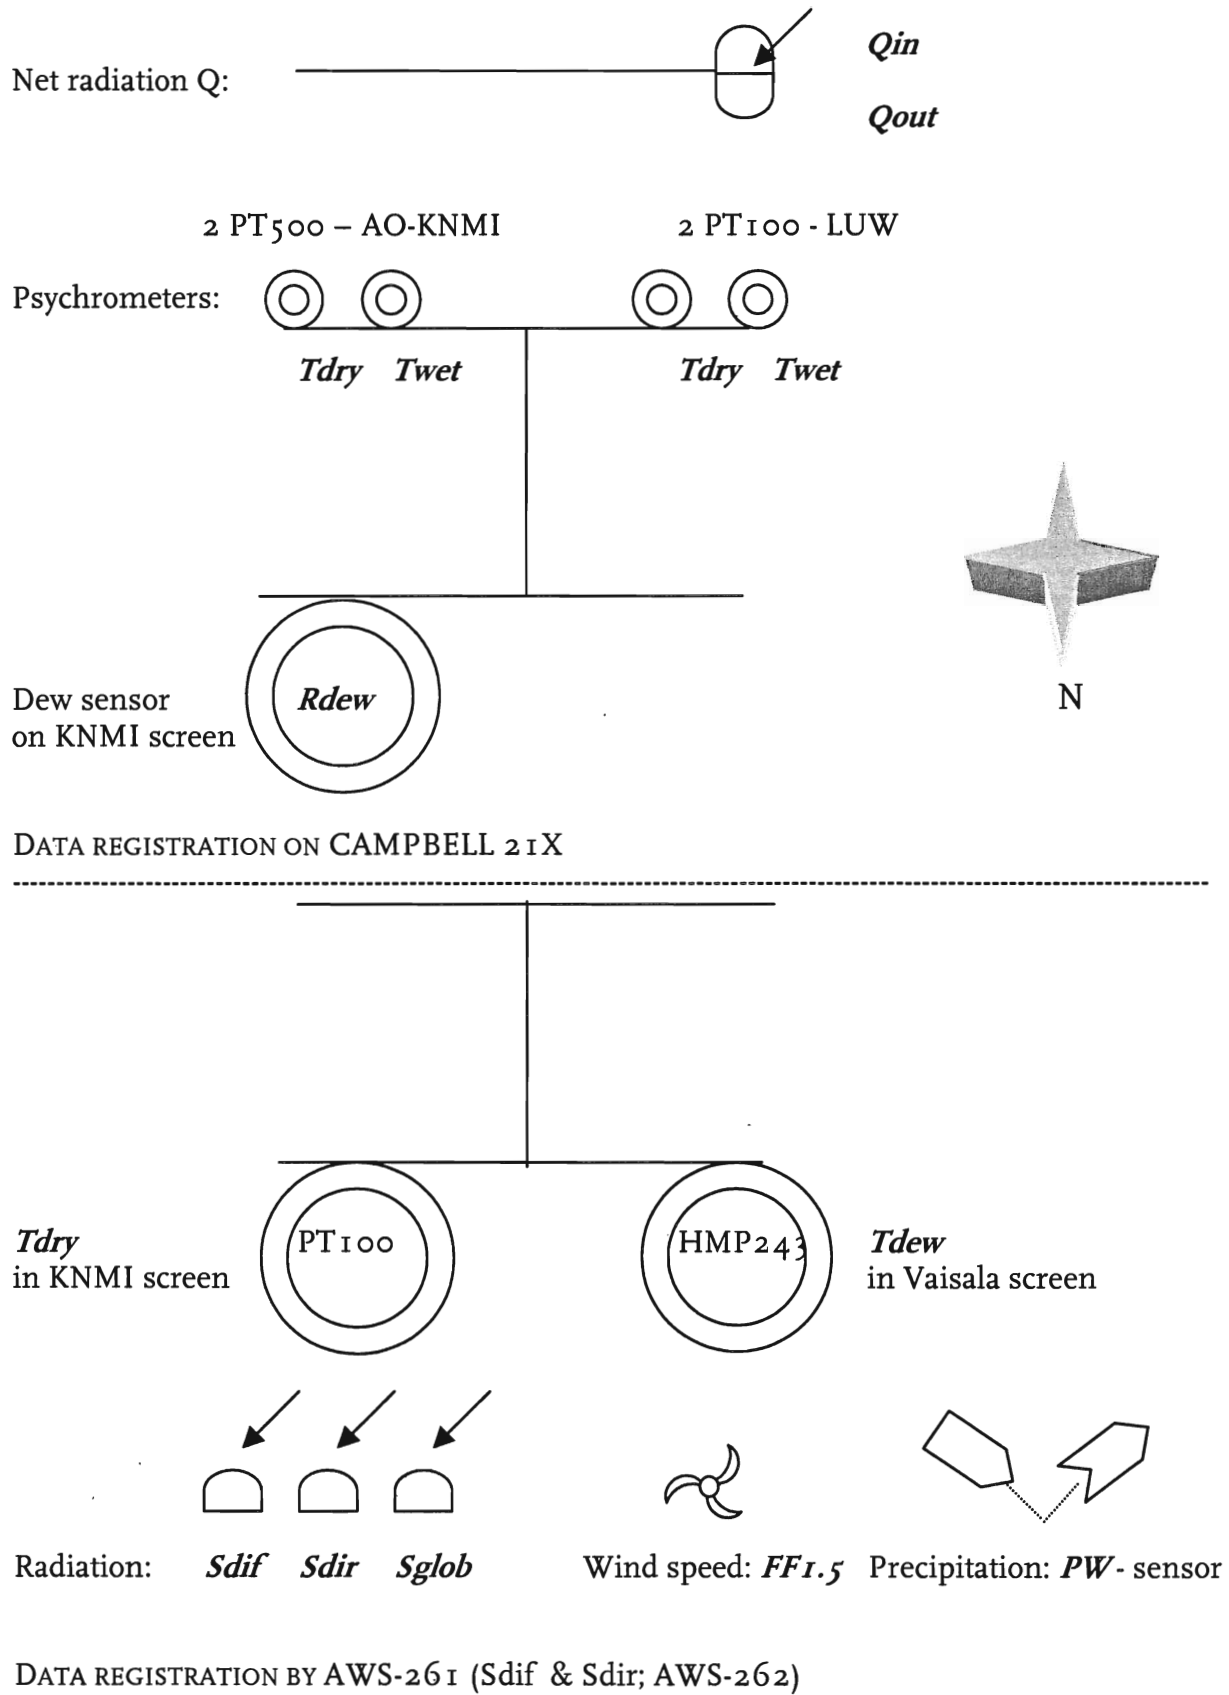 Qin
Net radiation Q:
Qout
2 PT500 – AO-KNMI 2 PT100 - LUW
Psychrometers:
Tdry Twet Tdry Twet
N
Dew sensor Rdew
on KNMI screen
DATA REGISTRATION ON CAMPBELL 21X
Tdry PT100 HMP243 Tdew
in KNMI screen in Vaisala screen
Radiation: Sdif Sdir Sglob Wind speed: FF1.5 Precipitation: PW - sensor
DATA REGISTRATION BY AWS-261 (Sdif & Sdir; AWS-262)